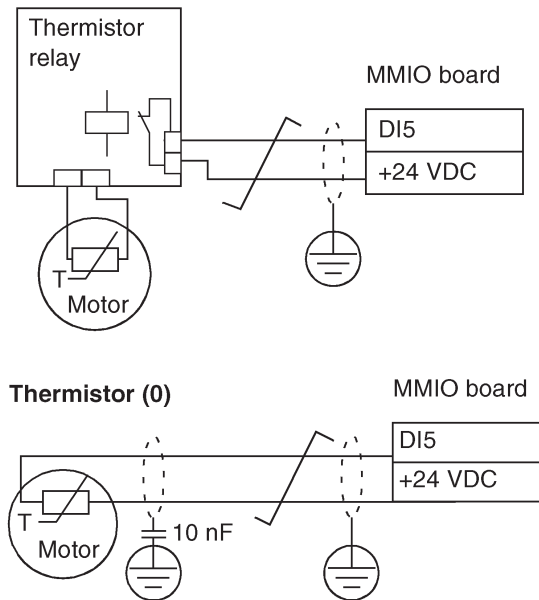 Thermistor
relay
MMIO board
DI5
+24 VDC
T
Motor
Thermistor (0)
MMIO board
DI5
+24 VDC
T
Motor
10 nF